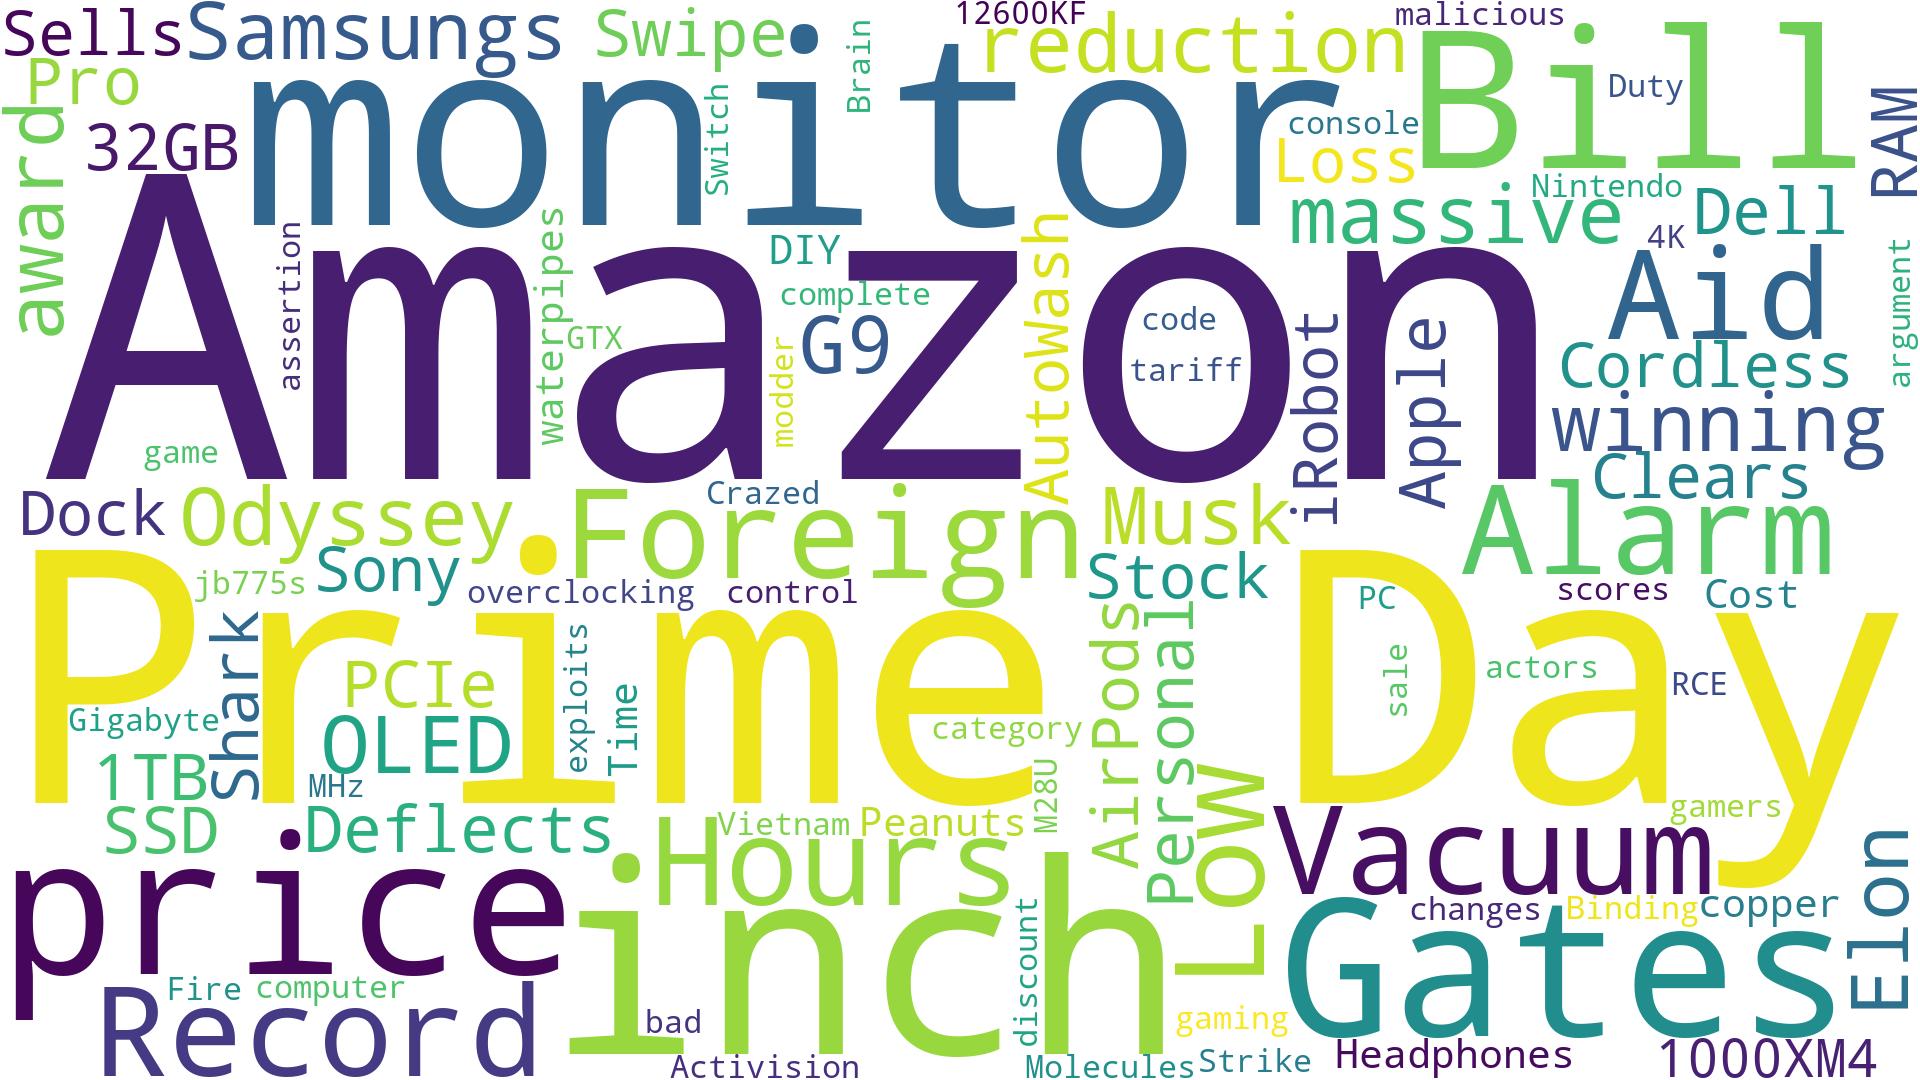 Sells
Samsungs
Swipe
12600KF
malicious
Pro
monitor
Brain
reduction
Bill
Duty
RAM
award
32GB
Switch
console
Loss
Nintendo
massive
Dell
4K
Amazon
assertion
waterpipes
DIY
complete
GTX
G9
modder
AutoWash
code
tariff
iRobot
Apple
Aid
Cordless
argument
winning
game
Clears
Dock
Odyssey
Crazed
Foreign
Musk
Alarm
jb775s
Sony
overclocking
control
Stock
PC
scores
Cost
Prime
Day
Shark
PCIe
exploits
Time
AirPods
Personal
sale
actors
RCE
Gigabyte
OLED
category
1TB
MHz
M28U
Low
gamers
SSD
Deflects
Hours
Vietnam
Peanuts
Vacuum
Elon
price
inch
discount
changes
Binding
copper
Gates
Fire
computer
Record
bad
gaming
Activision
Molecules
Strike
Headphones
1000XM4